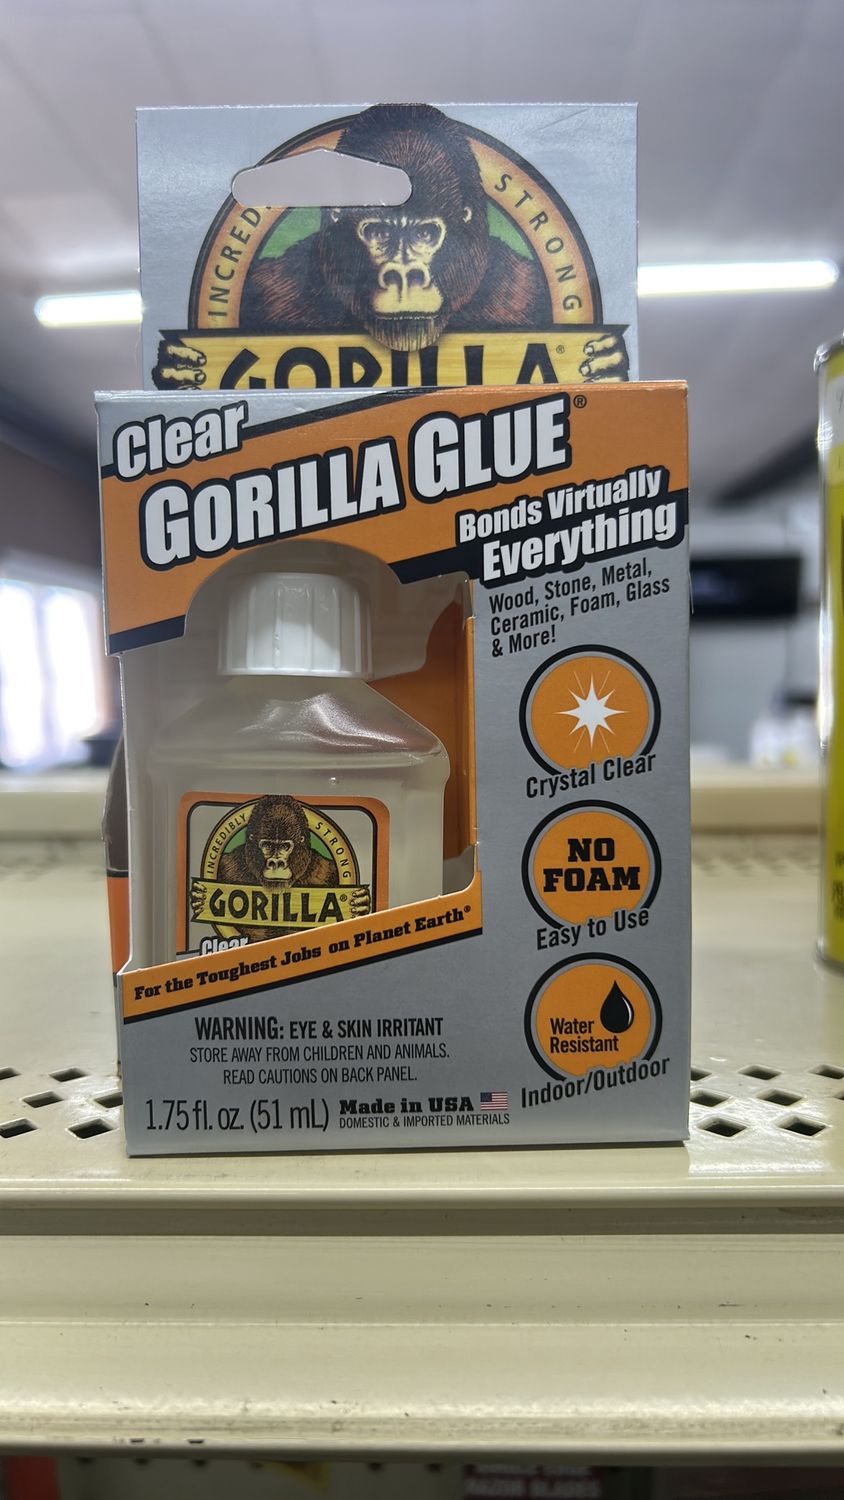 STRONG
GORILLA®
Clear
GORILLA GLUE®
Bonds Virtually
Everything
Wood, Stone, Metal,
Ceramic, Foam, Glass
& More!
Crystal Clear
INCREDIBLY STRONG
GORILLA®
Clear
NO
FOAM
Easy to Use
For the Toughest Jobs on Planet Earth®
Water
Resistant
Indoor/Outdoor
WARNING: EYE & SKIN IRRITANT
STORE AWAY FROM CHILDREN AND ANIMALS.
READ CAUTIONS ON BACK PANEL.
1.75 fl. oz. (51 mL)
Made in USA
DOMESTIC & IMPORTED MATERIALS
RAZOR BLADES